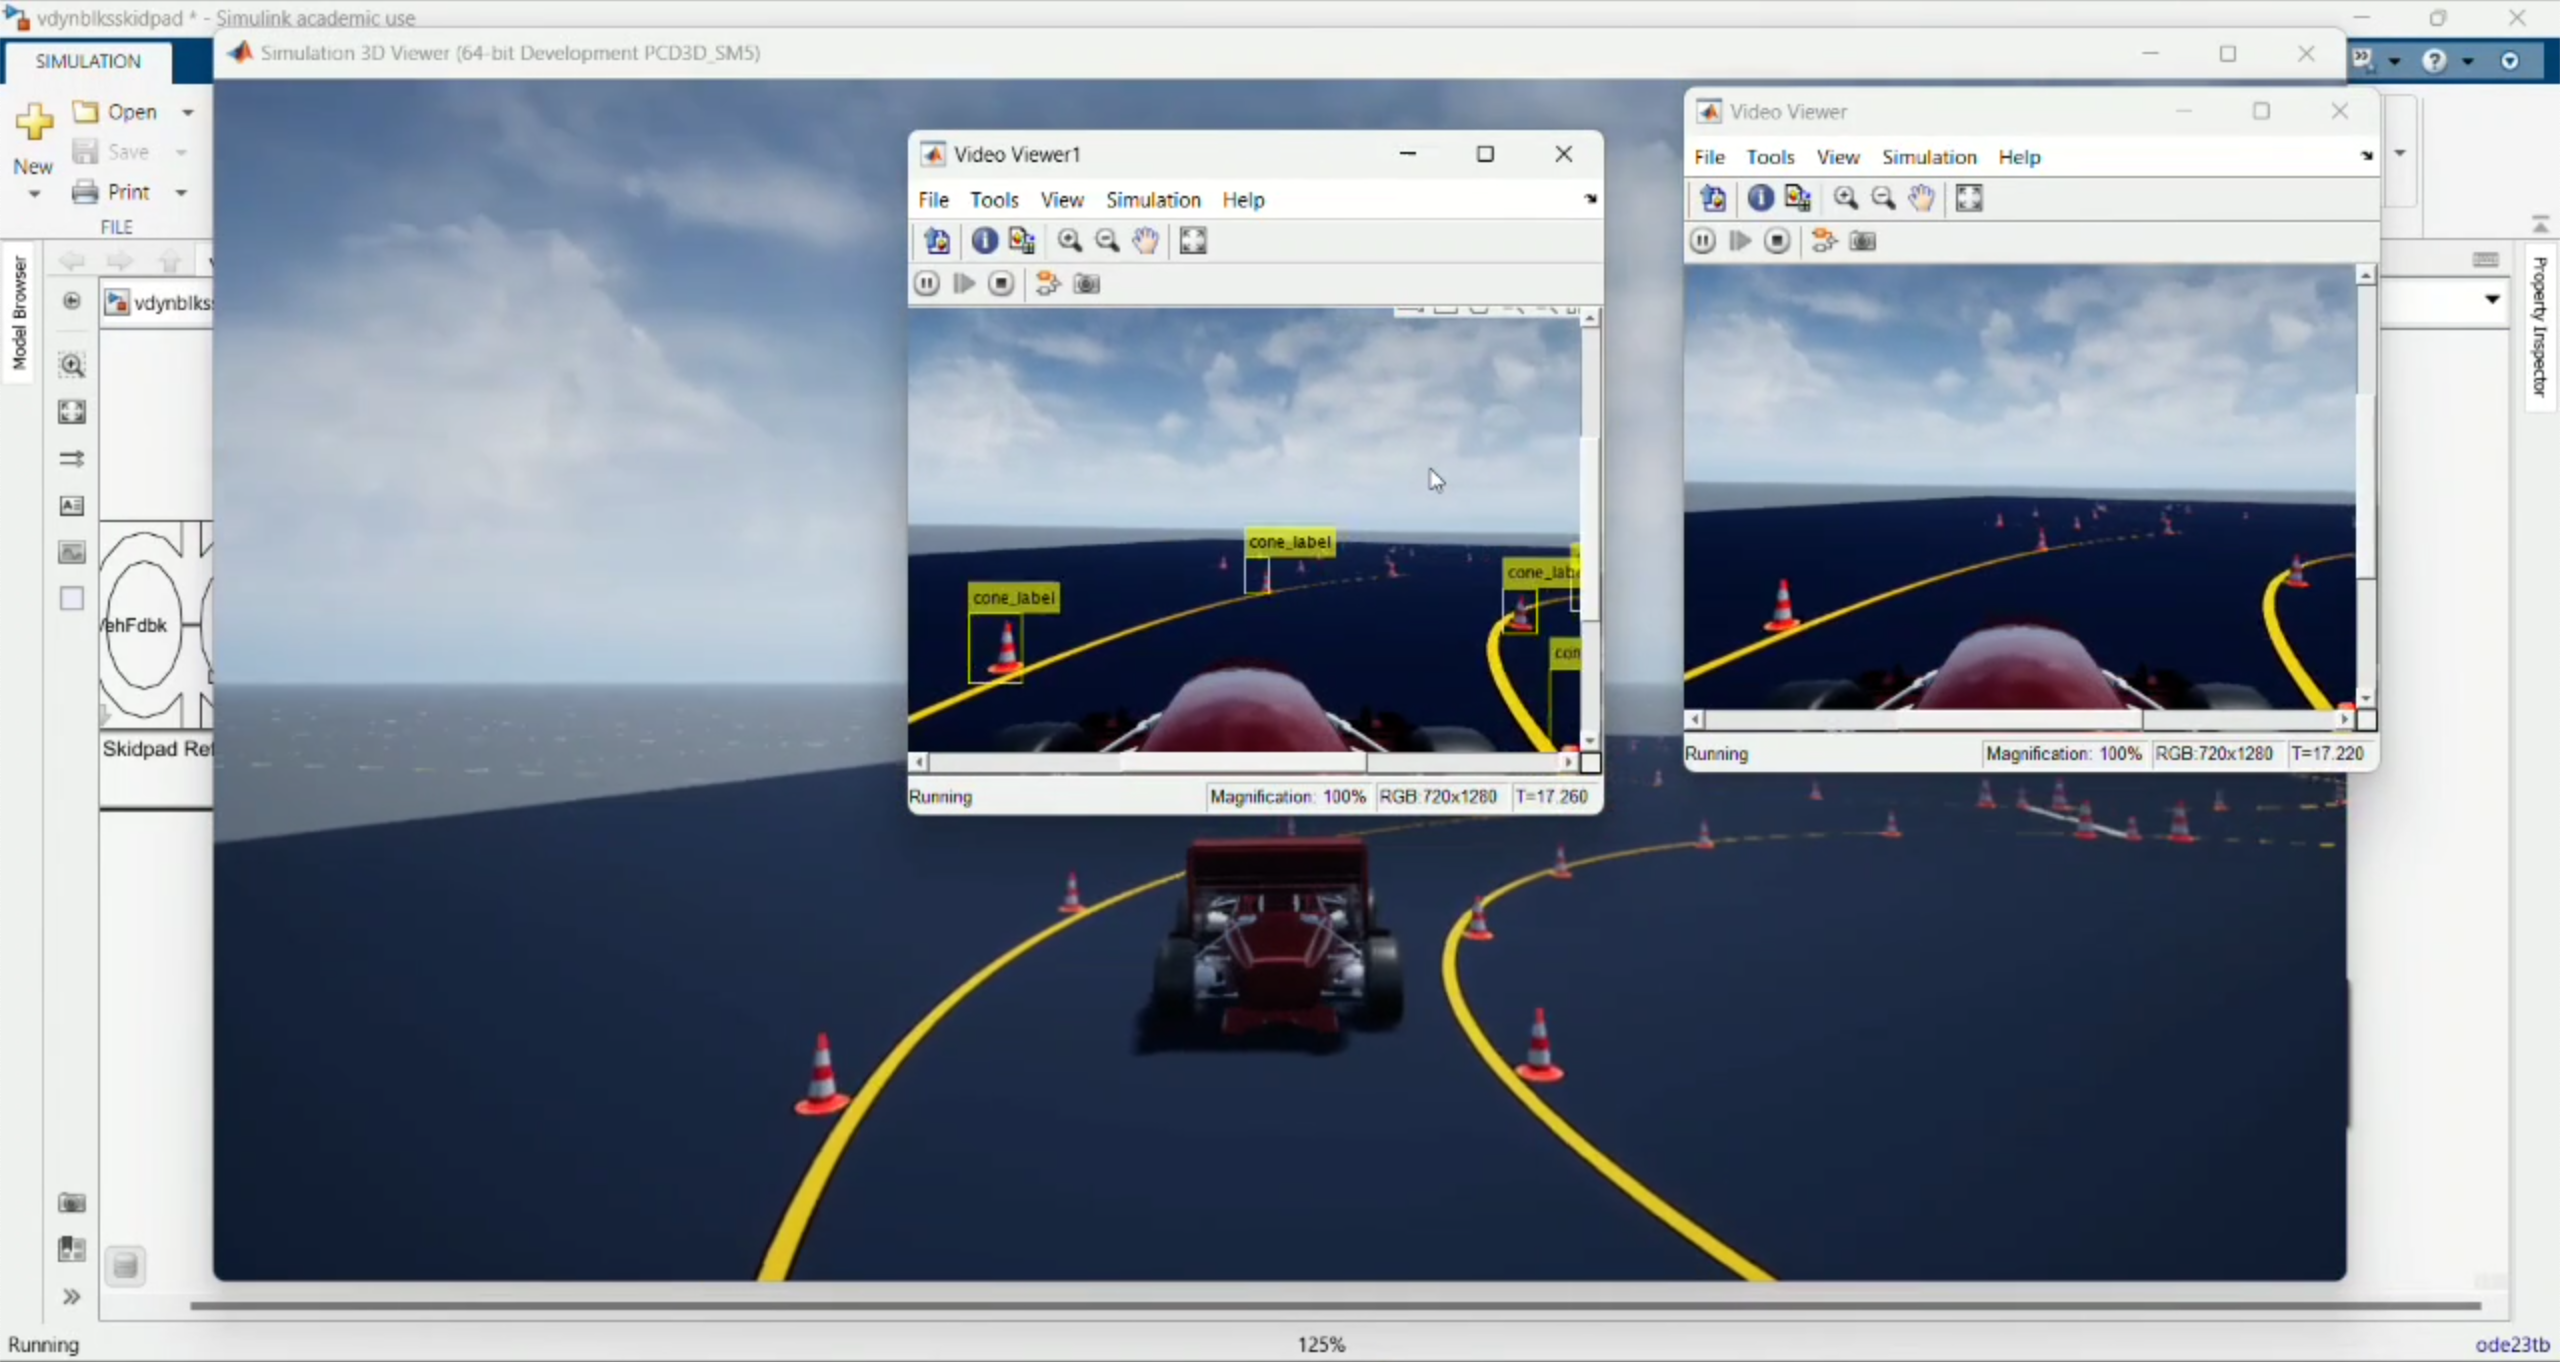 vdynblksskidpad * - Simulink academic use
SIMULATION
Simulation 3D Viewer (64-bit Development PCD3D_SM5)
New
Open
Save
Print
FILE
Model Browser
vdynblks
Skidpad Ref
Video Viewer1
File Tools View Simulation Help
cone_label
cone_label
cone_lab
con
Running
Magnification: 100% RGB:720x1280 T=17.260
Video Viewer
File Tools View Simulation Help
Running
Magnification: 100% RGB:720x1280 T=17.220
Property Inspector
Running
125%
ode23tb